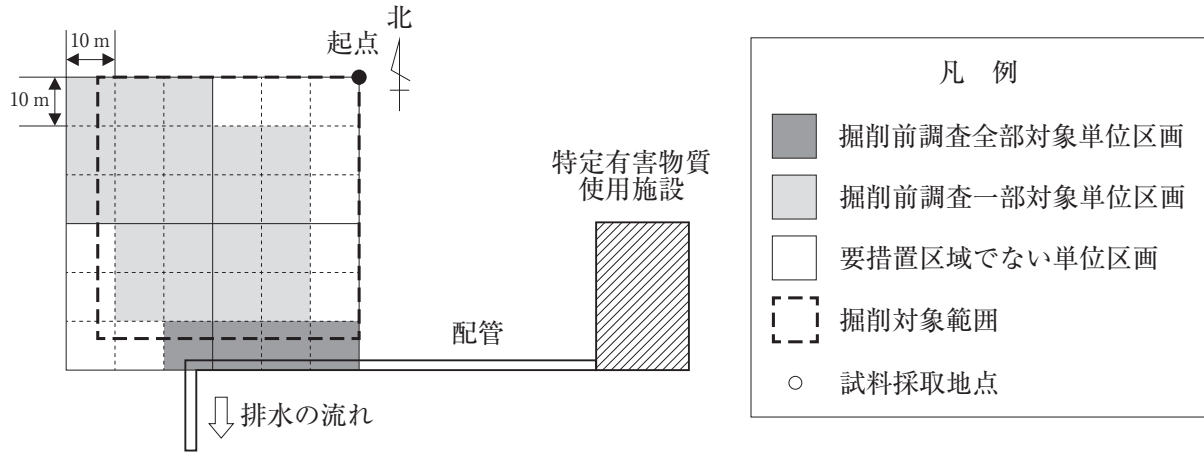 10 m
10 m
起点
北
特定有害物質
使用施設
配管
排水の流れ
凡 例
掘削前調査全部対象単位区画
掘削前調査一部対象単位区画
要措置区域でない単位区画
掘削対象範囲
試料採取地点